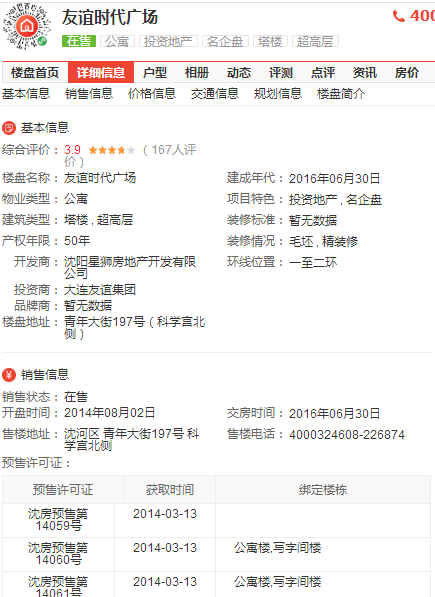 友谊时代广场
400
在售 公寓 投资地产 名企盘 塔楼 超高层
楼盘首页 详细信息 户型 相册 动态 评测 点评 资讯 房价
基本信息 销售信息 价格信息 交通信息 规划信息 楼盘简介
基本信息
综合评价： 3.9 （167人评
价）
楼盘名称： 友谊时代广场 建成年代： 2016年06月30日
物业类型： 公寓 项目特色： 投资地产 , 名企盘
建筑类型： 塔楼 , 超高层 装修标准： 暂无数据
产权年限： 50年 装修情况： 毛坯 , 精装修
开发商： 沈阳星狮房地产开发有限
公司 环线位置： 一至二环
投资商： 大连友谊集团
品牌商： 暂无数据
楼盘地址： 青年大街197号（科学宫北
侧）
¥ 销售信息
销售状态： 在售
开盘时间： 2014年08月02日 交房时间： 2016年06月30日
售楼地址： 沈河区 青年大街197号 科
学宫北侧 售楼电话： 4000324608-226874
预售许可证：
预售许可证 获取时间 绑定楼栋
沈房预售第
14059号 2014-03-13
沈房预售第
14060号 2014-03-13 公寓楼,写字间楼
沈房预售第
14061号 2014-03-13 公寓楼,写字间楼